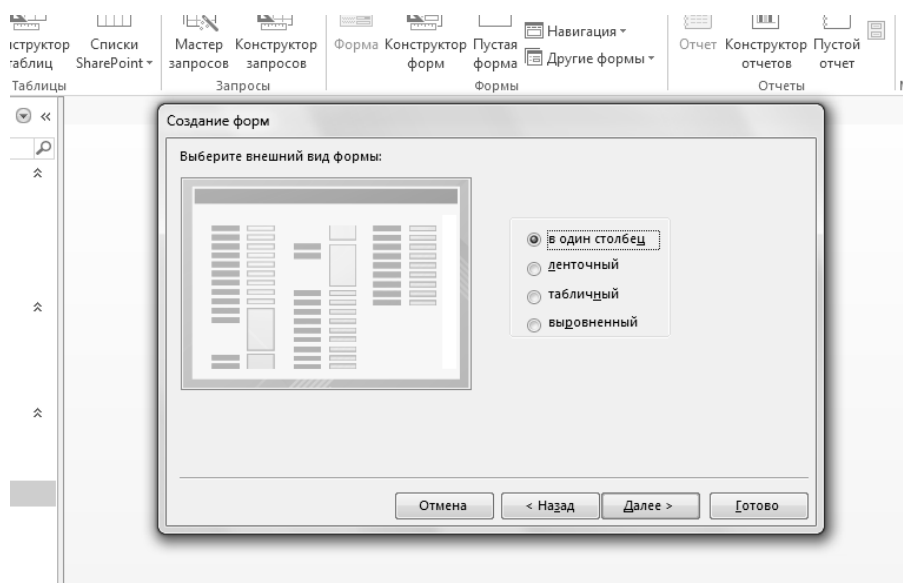 Навигация
нструктор Списки Мастер Конструктор Форма Конструктор Пустая Отчет Конструктор Пустой
таблиц SharePoint запросов запросов форм форма Другие формы отчетов отчет
Таблицы Запросы Формы Отчеты
Создание форм
Выберите внешний вид формы:
в один столбец
ленточный
табличный
выровненный
Отмена < Назад Далее > Готово